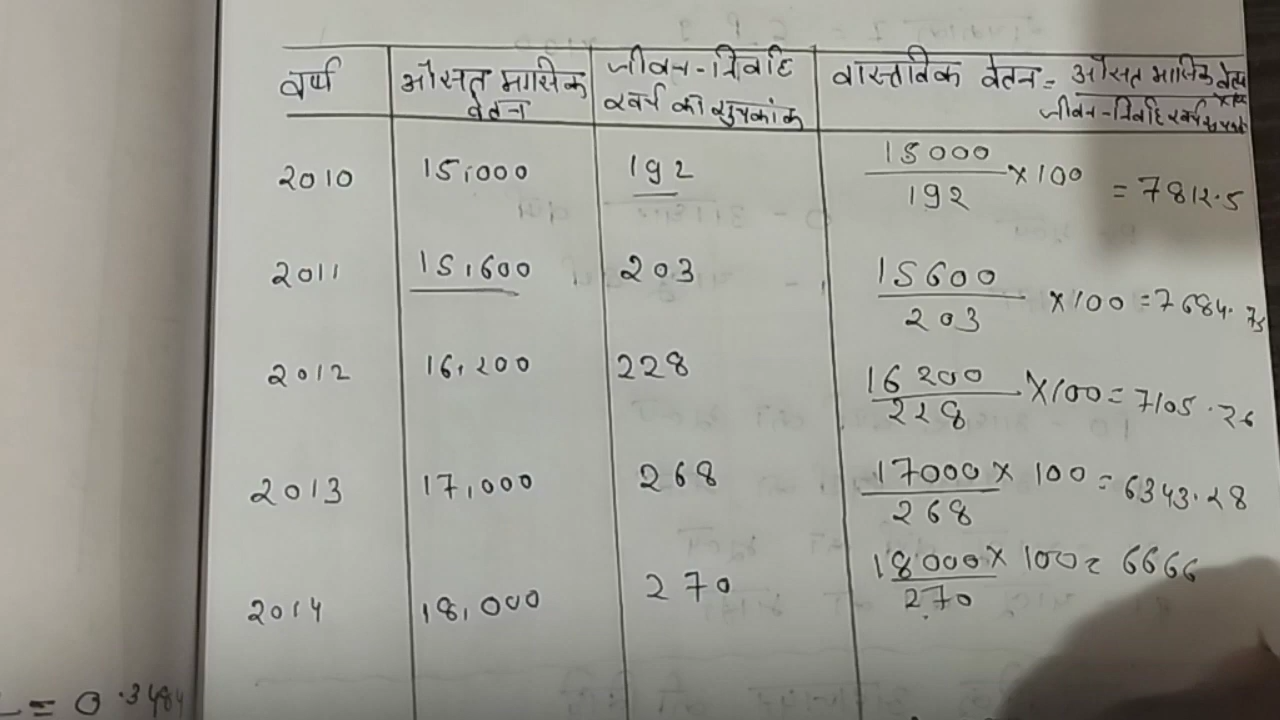 वर्ष औसत मासिक वेतन जीवन-निर्वाह खर्च का सूचकांक वास्तविक वेतन = औसत मासिक वेतन x100 / जीवन-निर्वाह खर्च
2010 15,000 192 15000 / 192 ×100 = 7812.5
2011 15,600 203 15600 / 203 ×100 = 7684.75
2012 16,200 228 16200 / 228 ×100 = 7105.26
2013 17,000 268 17000 / 268 × 100 = 6343.28
2014 18,000 270 18000 / 270 × 100 = 6666
= 0.3484